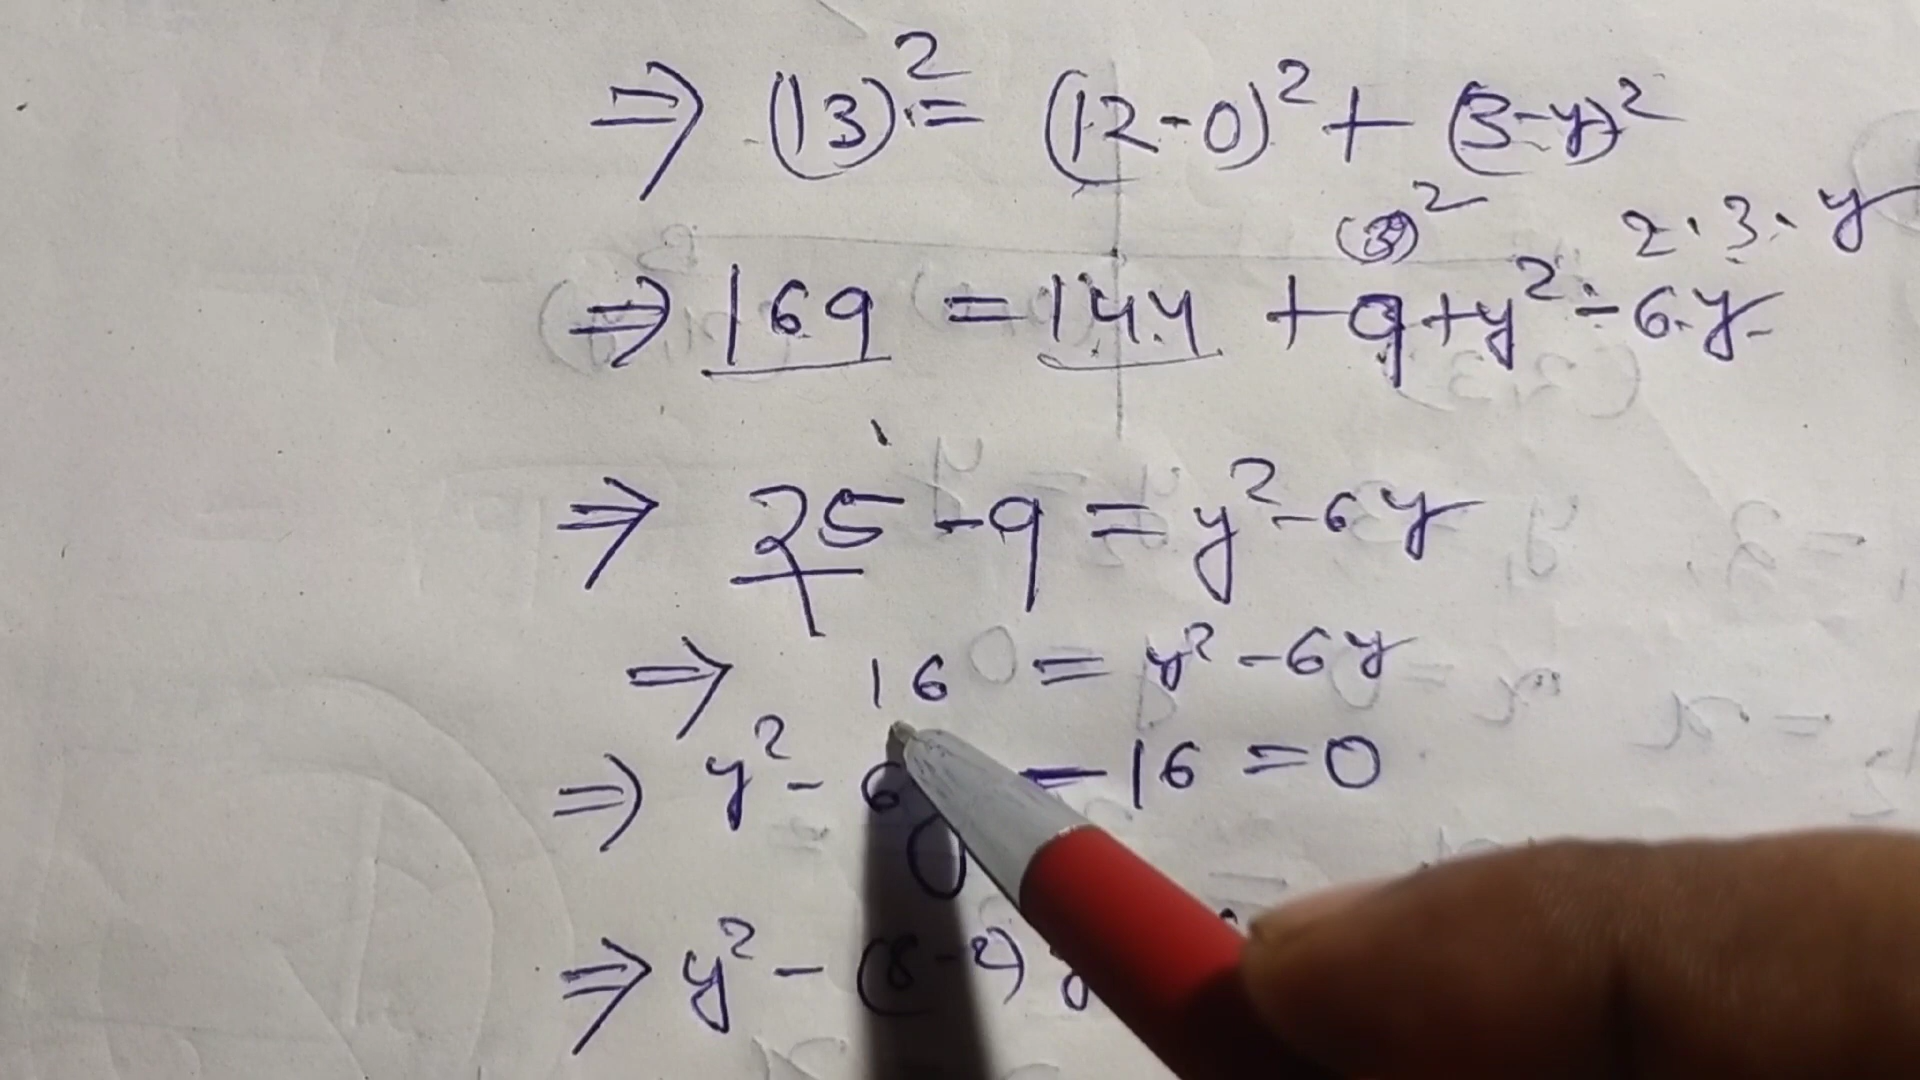 ⇒ (13)² = (12-0)² + (3-y)²
(3)² 2·3·y
⇒ 169 = 144 + 9 + y² - 6y
⇒ 25 - 9 = y² - 6y
⇒ 16 = y² - 6y
⇒ y² - 6y - 16 = 0
⇒ y² - (8-2) y